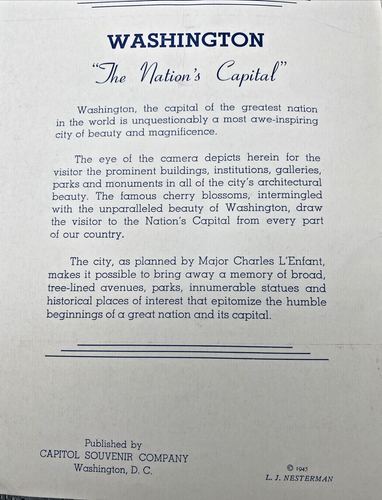 WASHINGTON
"The Nation's Capital"
Washington, the capital of the greatest nation
in the world is unquestionably a most awe-inspiring
city of beauty and magnificence.
The eye of the camera depicts herein for the
visitor the prominent buildings, institutions, galleries,
parks and monuments in all of the city's architectural
beauty. The famous cherry blossoms, intermingled
with the unparalleled beauty of Washington, draw
the visitor to the Nation's Capital from every part
of our country.
The city, as planned by Major Charles L'Enfant,
makes it possible to bring away a memory of broad,
tree-lined avenues, parks, innumerable statues and
historical places of interest that epitomize the humble
beginnings of a great nation and its capital.
Published by
CAPITOL SOUVENIR COMPANY
Washington, D. C.
© 1945
L. J. NESTERMAN